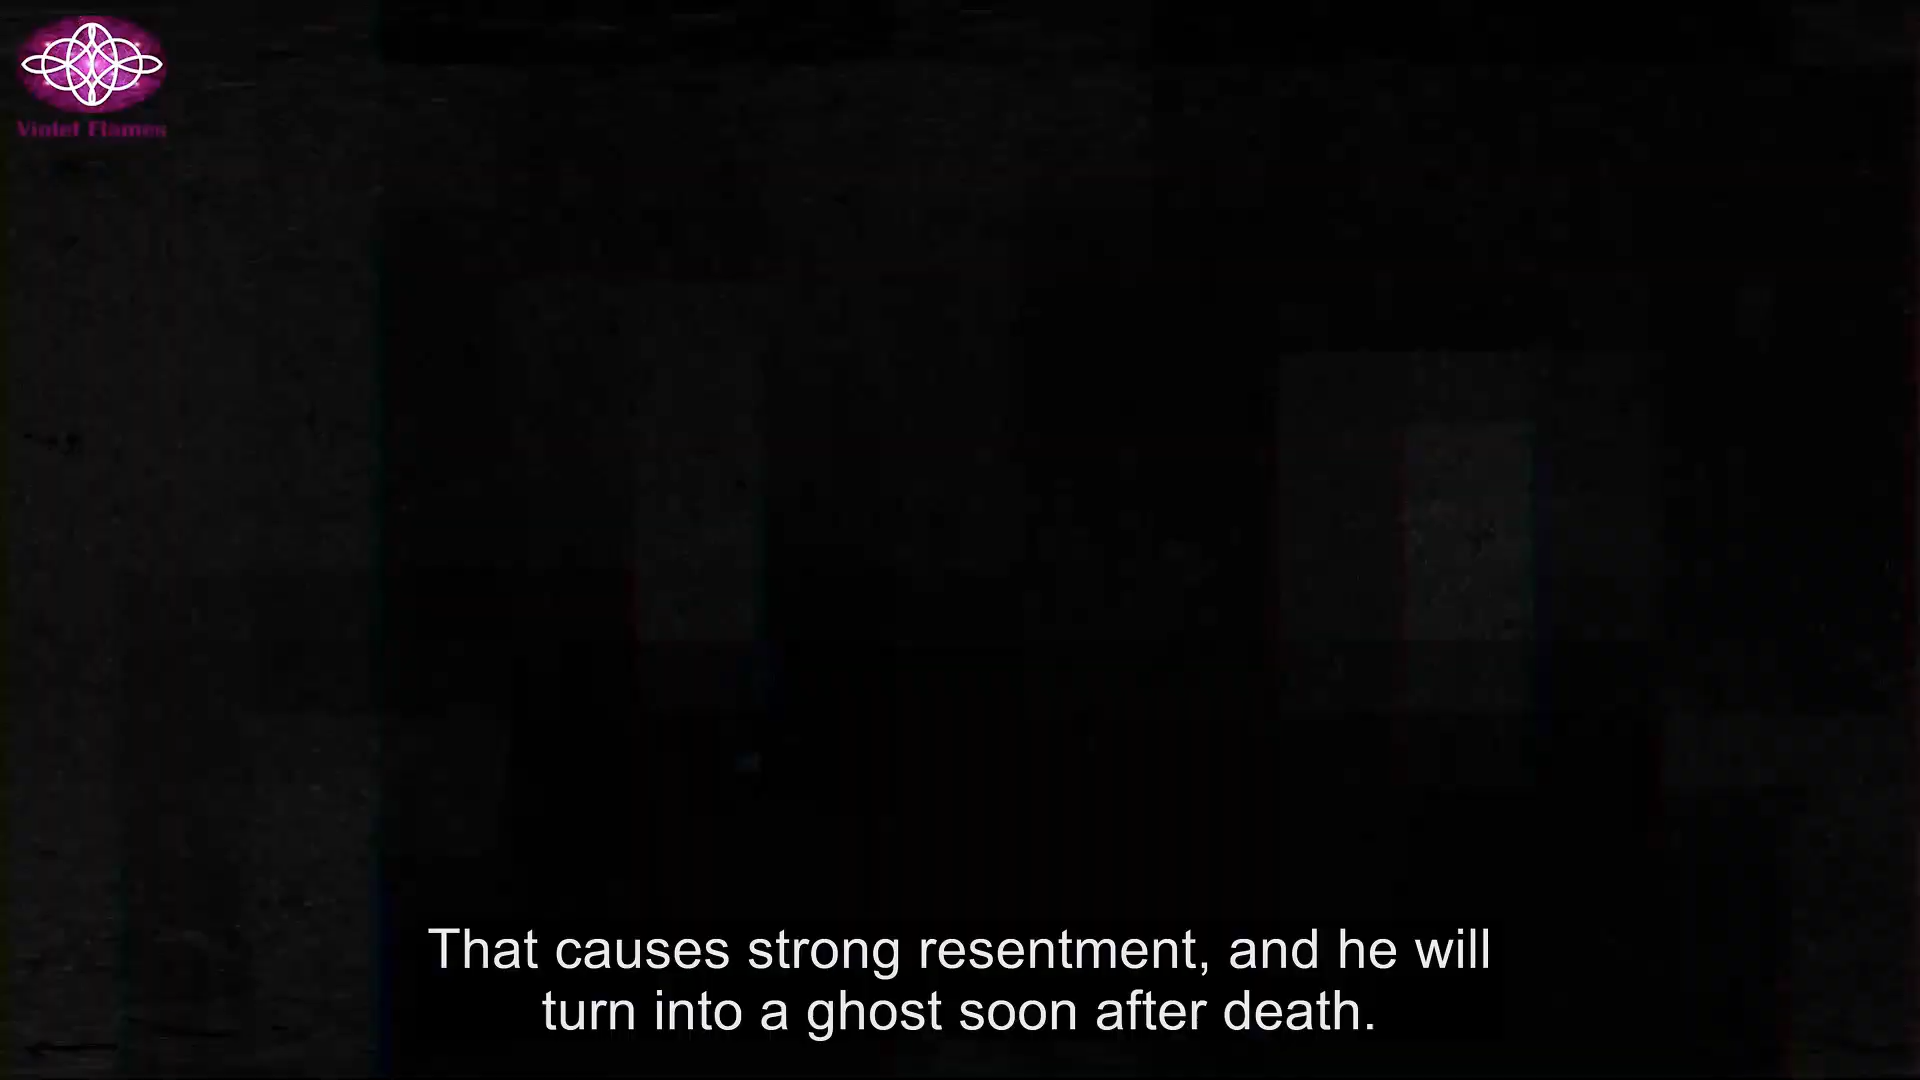 Violet Flames
That causes strong resentment, and he will
turn into a ghost soon after death.